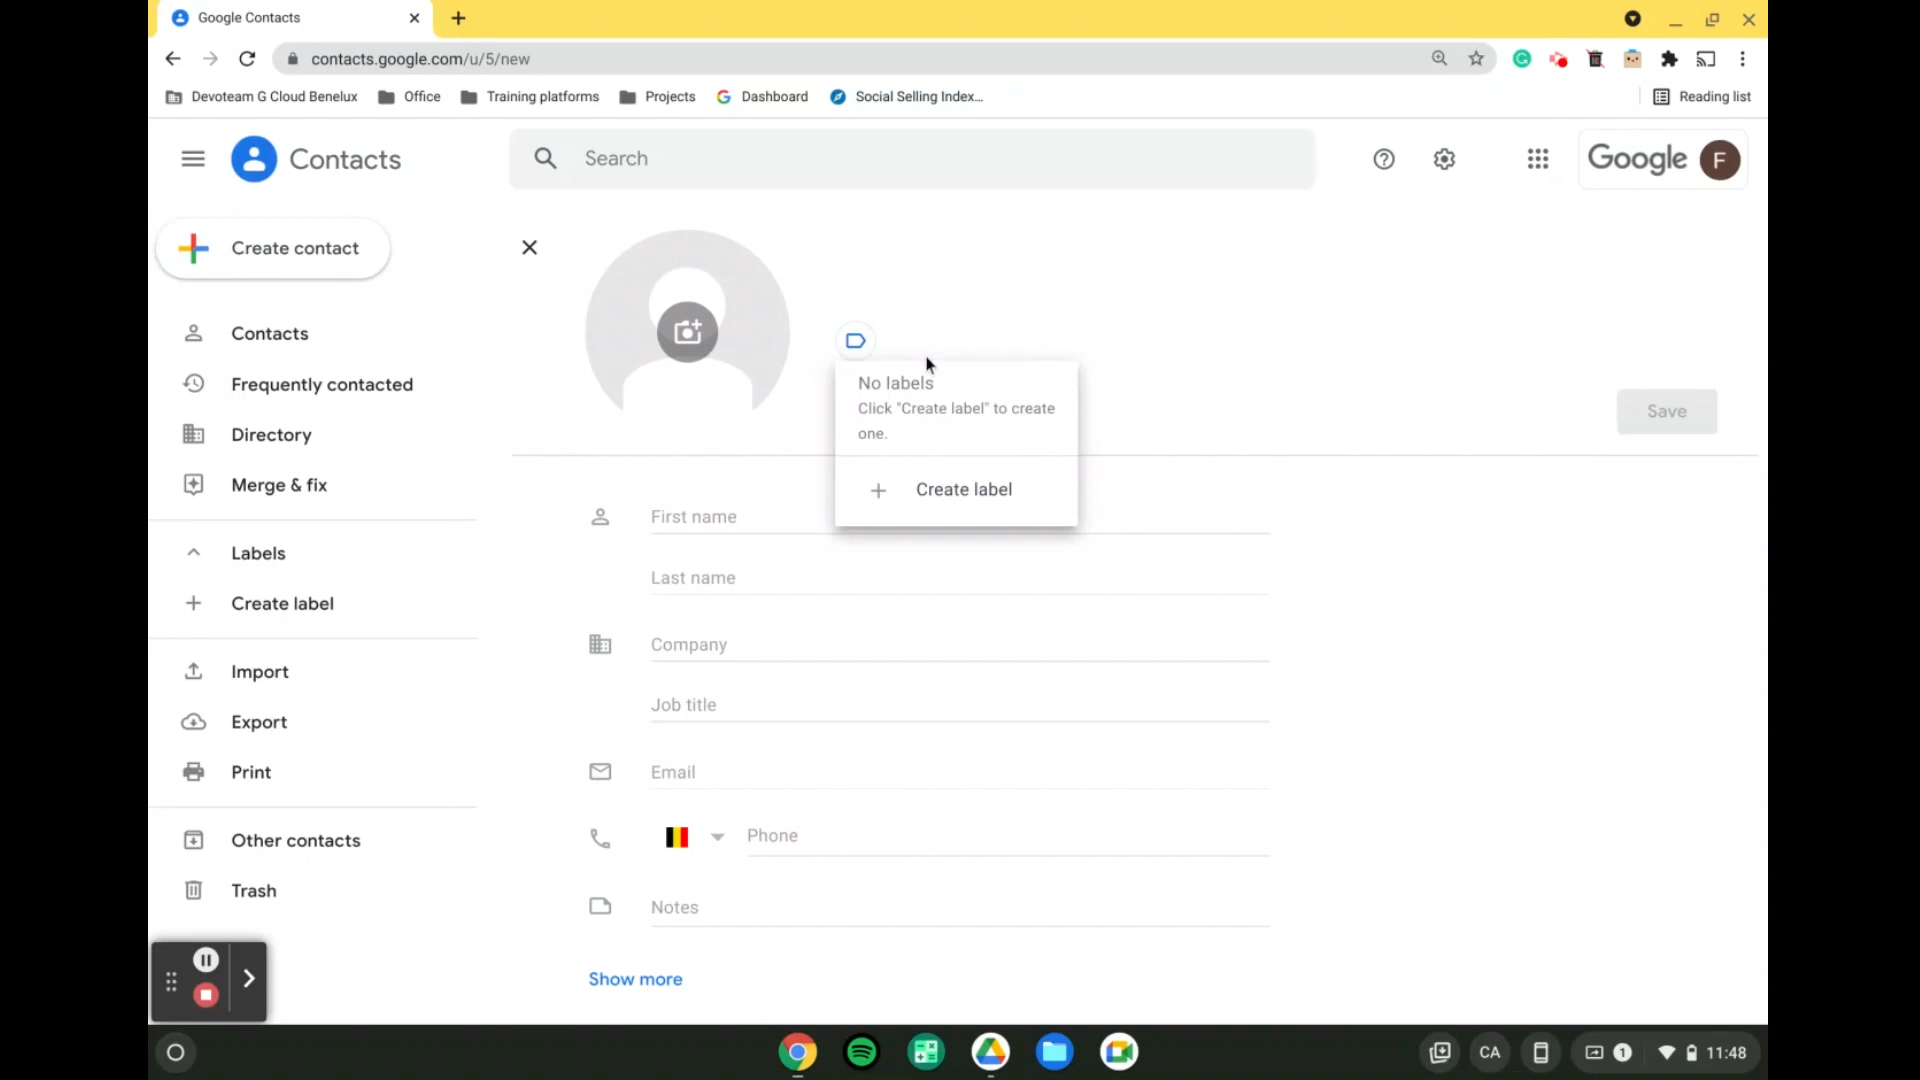 Google Contacts
contacts.google.com/u/5/new
Devoteam G Cloud Benelux
Office
Training platforms
Projects
Dashboard
Social Selling Index...
Reading list
Contacts
Search
Google
F
Create contact
Contacts
Frequently contacted
Directory
Merge & fix
Labels
Create label
Import
Export
Print
Other contacts
Trash
No labels
Click "Create label" to create
one.
Create label
Save
First name
Last name
Company
Job title
Email
Phone
Notes
Show more
CA
1
11:48